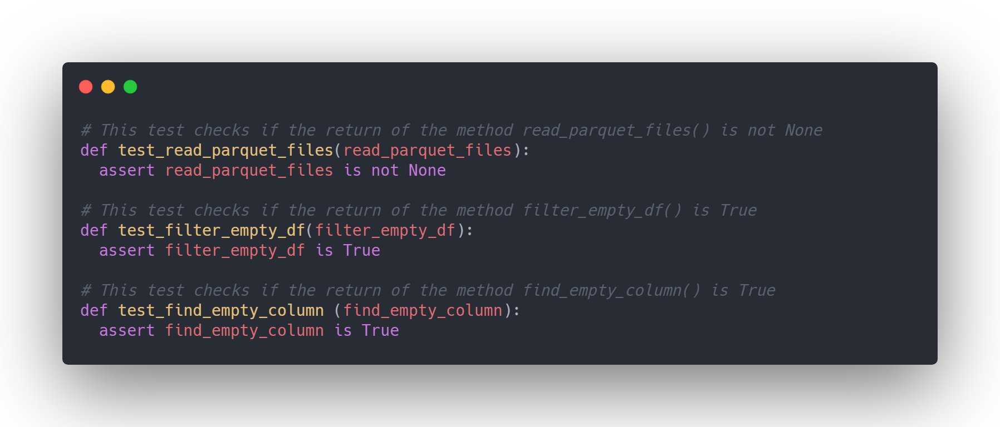 # This test checks if the return of the method read_parquet_files() is not None
def test_read_parquet_files(read_parquet_files):
  assert read_parquet_files is not None

# This test checks if the return of the method filter_empty_df() is True
def test_filter_empty_df(filter_empty_df):
  assert filter_empty_df is True

# This test checks if the return of the method find_empty_column() is True
def test_find_empty_column (find_empty_column):
  assert find_empty_column is True